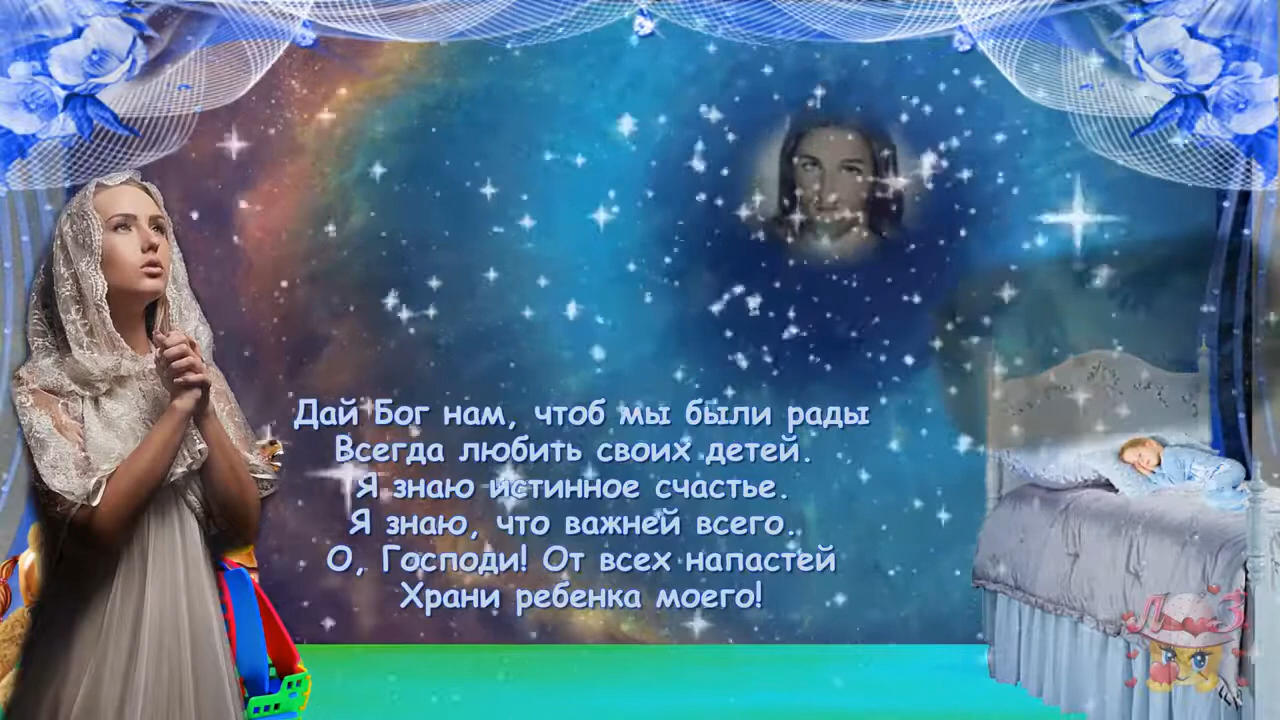 Дай Бог нам, чтоб мы были рады
Всегда любить своих детей.
Я знаю истинное счастье.
Я знаю, что важней всего..
О, Господи! От всех напастей
Храни ребенка моего!
Л З